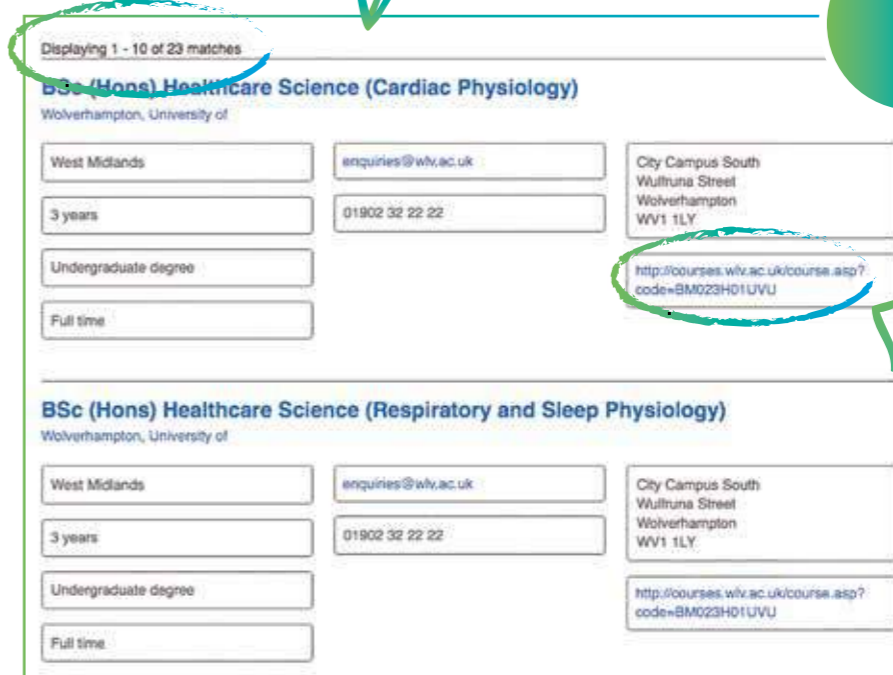 Displaying 1 - 10 of 23 matches
BSc (Hons) Healthcare Science (Cardiac Physiology)
Wolverhampton, University of
West Midlands
enquiries@wlv.ac.uk
City Campus South
Wulfruna Street
Wolverhampton
WV1 1LY
3 years
01902 32 22 22
Undergraduate degree
http://courses.wlv.ac.uk/course.asp?
code=BM023H01UVU
Full time
BSc (Hons) Healthcare Science (Respiratory and Sleep Physiology)
Wolverhampton, University of
West Midlands
enquiries@wlv.ac.uk
City Campus South
Wulfruna Street
Wolverhampton
WV1 1LY
3 years
01902 32 22 22
Undergraduate degree
http://courses.wlv.ac.uk/course.asp?
code=BM023H01UVU
Full time